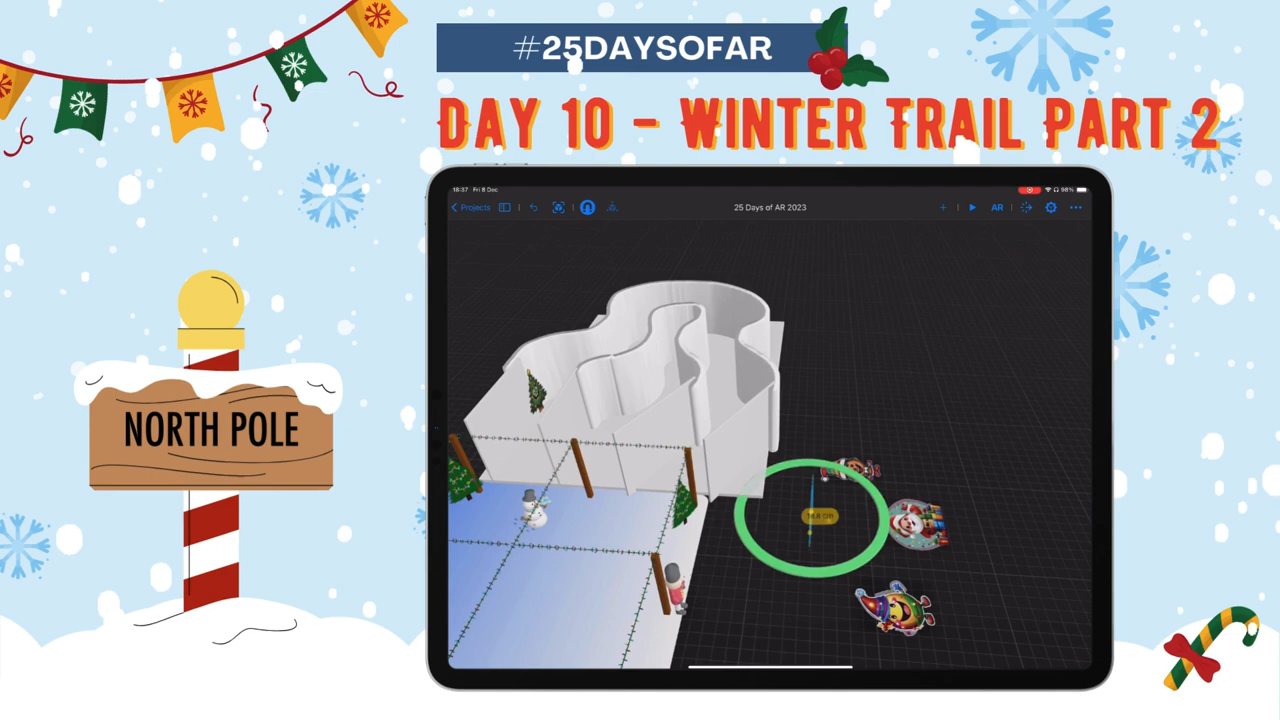 #25DAYSOFAR
DAY 10 - WINTER TRAIL PART 2
18:37 Fri 8 Dec
98%
Projects
25 Days of AR 2023
AR
NORTH POLE